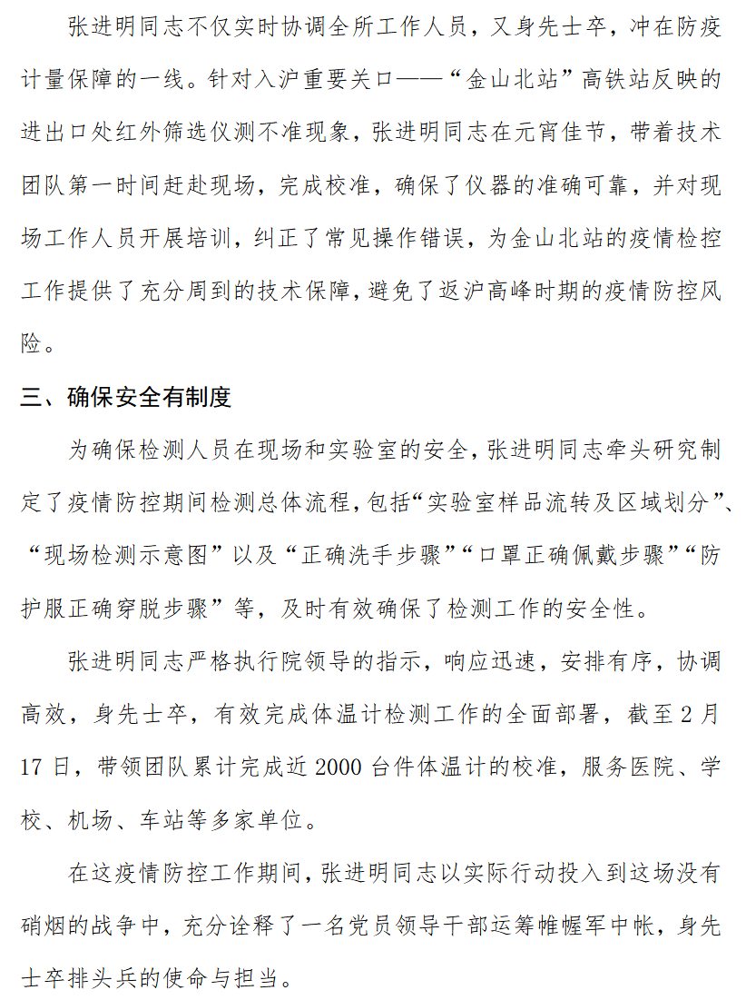 张进明同志不仅实时协调全所工作人员，又身先士卒，冲在防疫
计量保障的一线。针对入沪重要关口——“金山北站”高铁站反映的
进出口处红外筛选仪测不准现象，张进明同志在元宵佳节，带着技术
团队第一时间赶赴现场，完成校准，确保了仪器的准确可靠，并对现
场工作人员开展培训，纠正了常见操作错误，为金山北站的疫情检控
工作提供了充分周到的技术保障，避免了返沪高峰时期的疫情防控风
险。
三、确保安全有制度
为确保检测人员在现场和实验室的安全，张进明同志牵头研究制
定了疫情防控期间检测总体流程，包括“实验室样品流转及区域划分”、
“现场检测示意图”以及“正确洗手步骤”“口罩正确佩戴步骤”“防
护服正确穿脱步骤”等，及时有效确保了检测工作的安全性。
张进明同志严格执行院领导的指示，响应迅速，安排有序，协调
高效，身先士卒，有效完成体温计检测工作的全面部署，截至 2 月
17 日，带领团队累计完成近 2000 台件体温计的校准，服务医院、学
校、机场、车站等多家单位。
在这疫情防控工作期间，张进明同志以实际行动投入到这场没有
硝烟的战争中，充分诠释了一名党员领导干部运筹帷幄军中帐，身先
士卒排头兵的使命与担当。